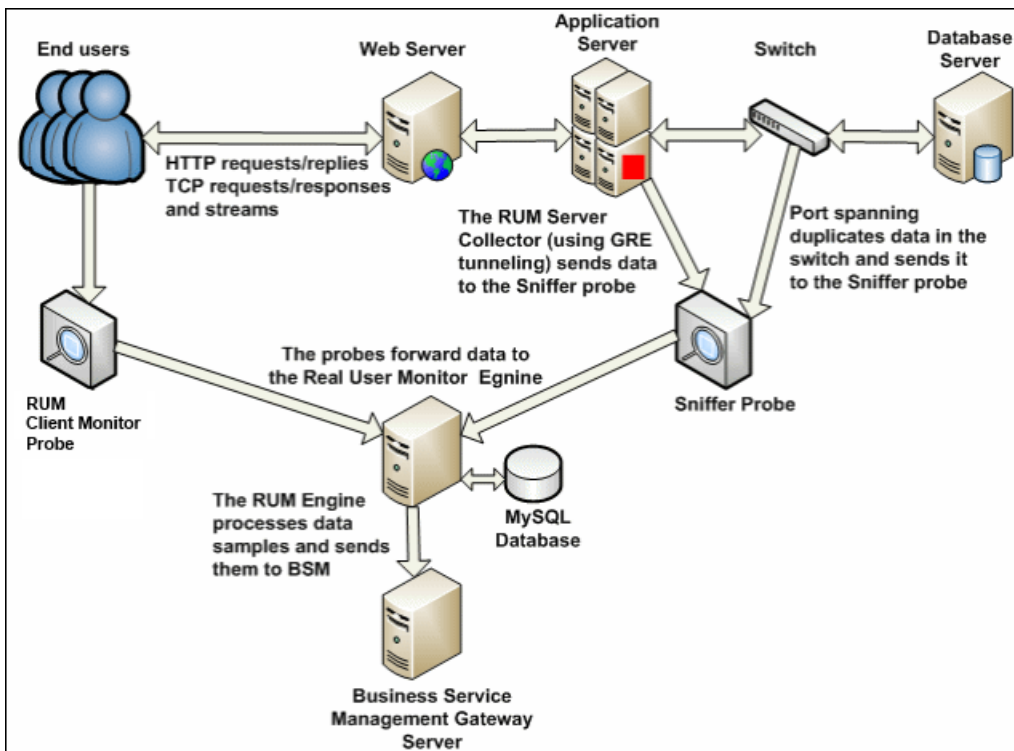 End users
Web Server
Application
Server
Switch
Database
Server
HTTP requests/replies
TCP requests/responses
and streams
The RUM Server
Collector (using GRE
tunneling) sends data
to the Sniffer probe
Port spanning
duplicates data in the
switch and sends it
to the Sniffer probe
The probes forward data to
the Real User Monitor Egnine
RUM
Client Monitor
Probe
Sniffer Probe
The RUM Engine
processes data
samples and sends
them to BSM
MySQL
Database
Business Service
Management Gateway
Server